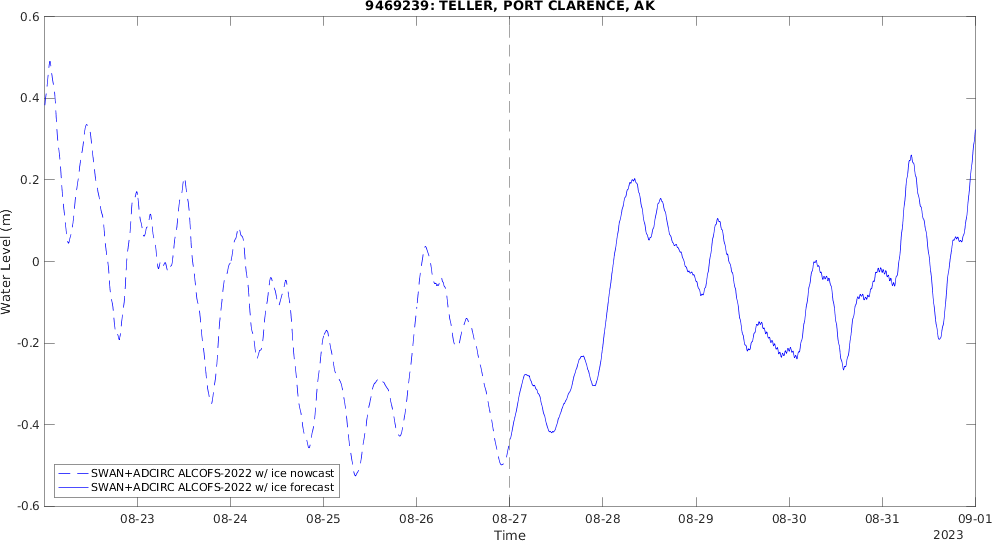 9469239: TELLER, PORT CLARENCE, AK
0.6
0.4
0.2
0
-0.2
-0.4
-0.6
Water Level (m)
SWAN+ADCIRC ALCOFS-2022 w/ ice nowcast
SWAN+ADCIRC ALCOFS-2022 w/ ice forecast
08-23 08-24 08-25 08-26 08-27 08-28 08-29 08-30 08-31 09-01
Time
2023